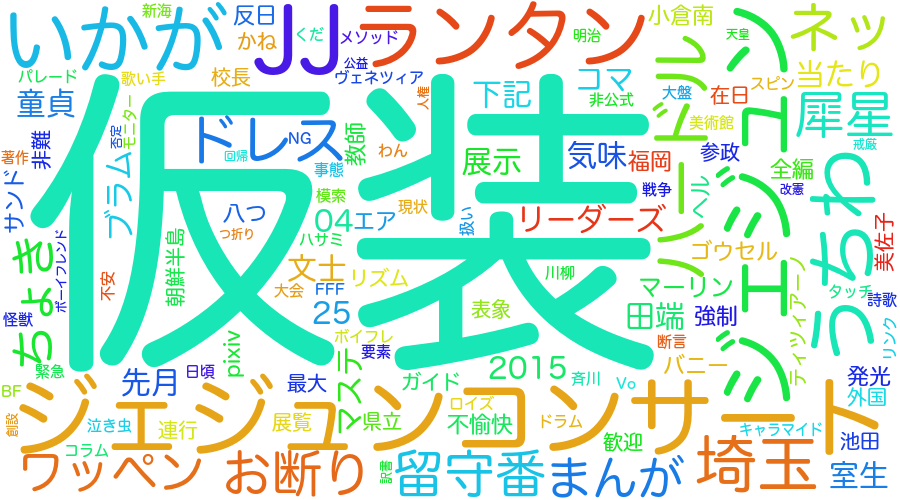 新海
反日
かね
くだ
メソッド
いかが
JJ
ランタン
明治
小倉南
天皇
ネッ
パレード
歌い手
校長
公益
ヴェネツィア
人権
下記
コマ
非公式
大盤
在日
スピン
当たり
童貞
否定
モニター
ドレス
NG
著作
非難
回帰
わん
教師
展示
気味
福岡
美術館
参政
犀星
戒厳
サンド
ブラム
事態
模索
現状
仮装
扱い
戦争
ヘル
全編
改憲
ハードル
ジェジュン
うちわ
八つ
04
エア
リーダーズ
つ折り
ハサミ
朝鮮半島
ちょき
ボーイフレンド
不安
文士
リズム
川柳
ゴウセル
美佐子
大会
FFF
マーリン
タッチ
詩歌
怪獣
25
表象
田端
強制
ティツィアーノ
リンク
pixiv
ボイフレ
断言
緊急
日頃
要素
先月
最大
マステ
ガイド
2015
斉川
Vo
バニー
発光
外国
BF
ジェジュンコンサート
創設
泣き虫
連行
展覧
県立
ロイズ
不愉快
ドラム
歓迎
キャラマイド
池田
コラム
ワッペン
お断り
訳書
留守番
まんが
埼玉
室生